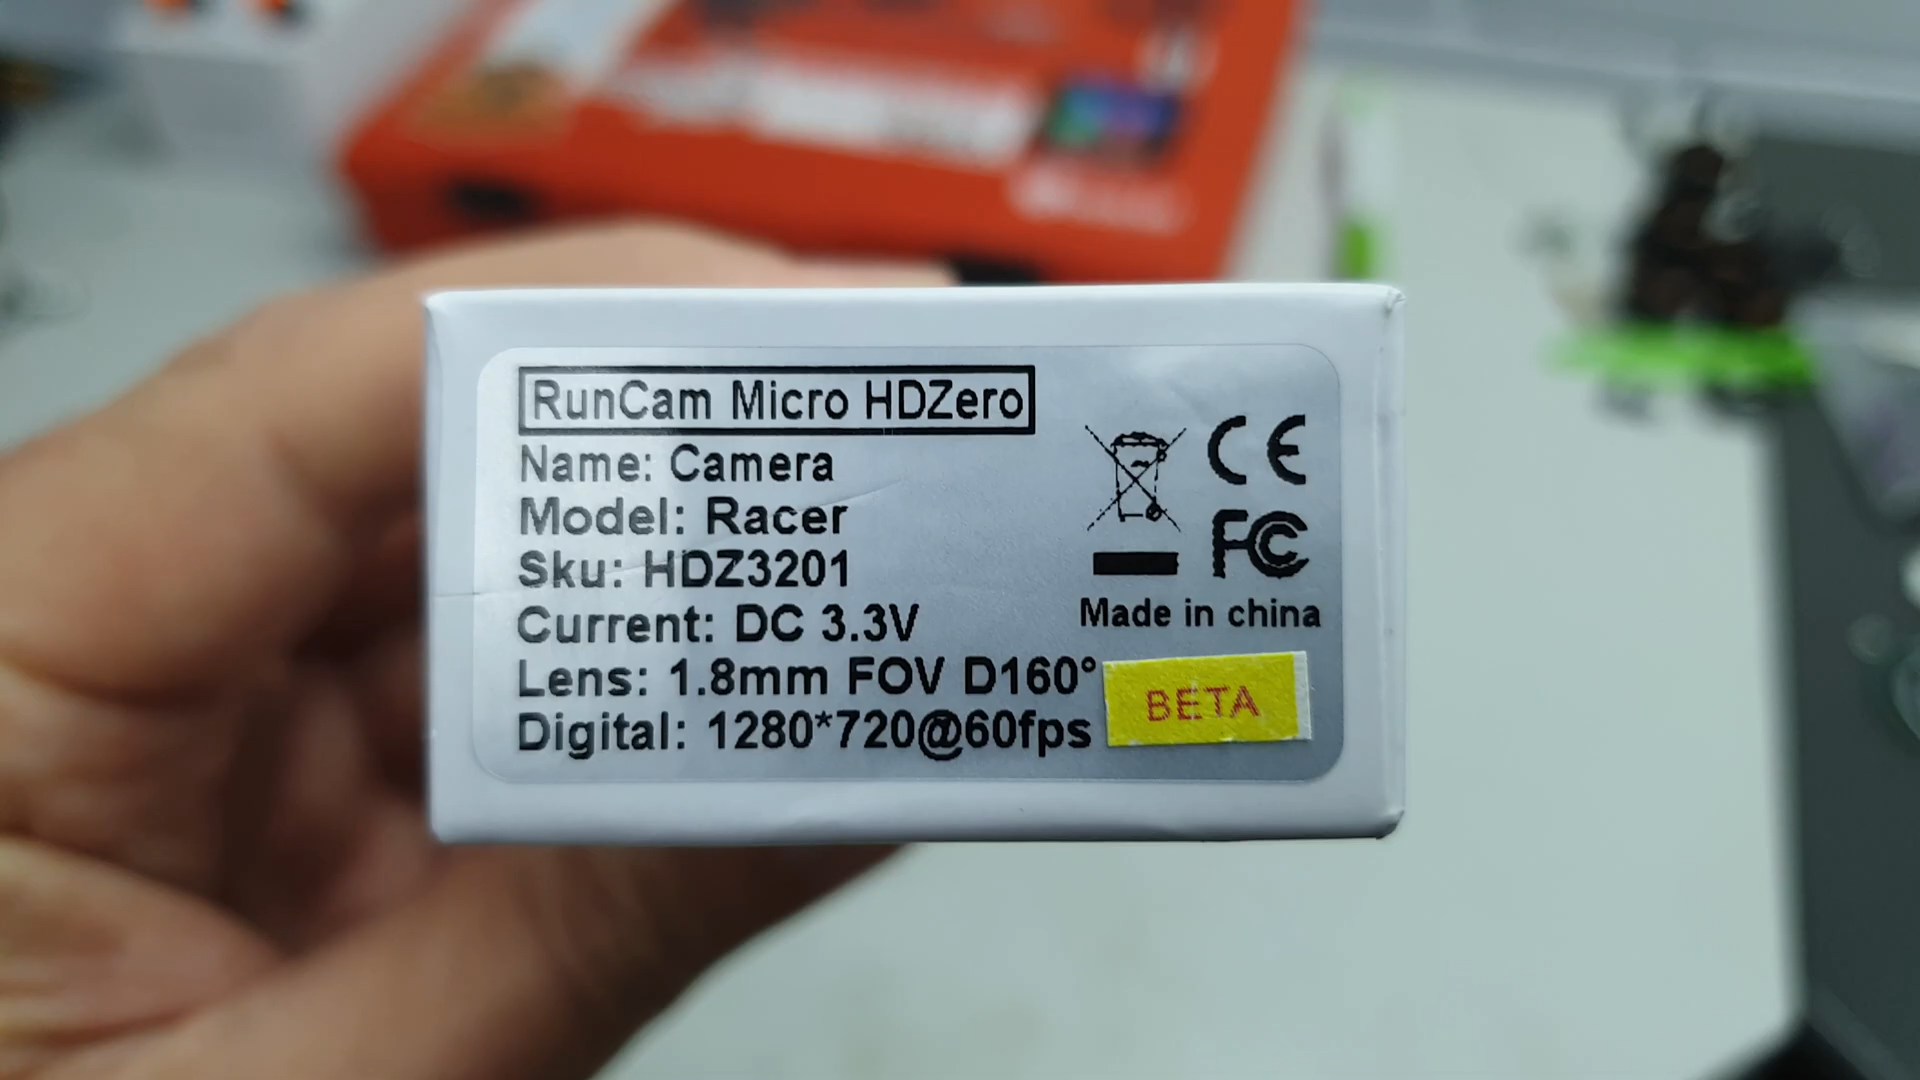 RunCam Micro HDZero
Name: Camera
Model: Racer
Sku: HDZ3201
Current: DC 3.3V
Lens: 1.8mm FOV D160°
Digital: 1280*720@60fps
CE
FC
Made in china
BETA